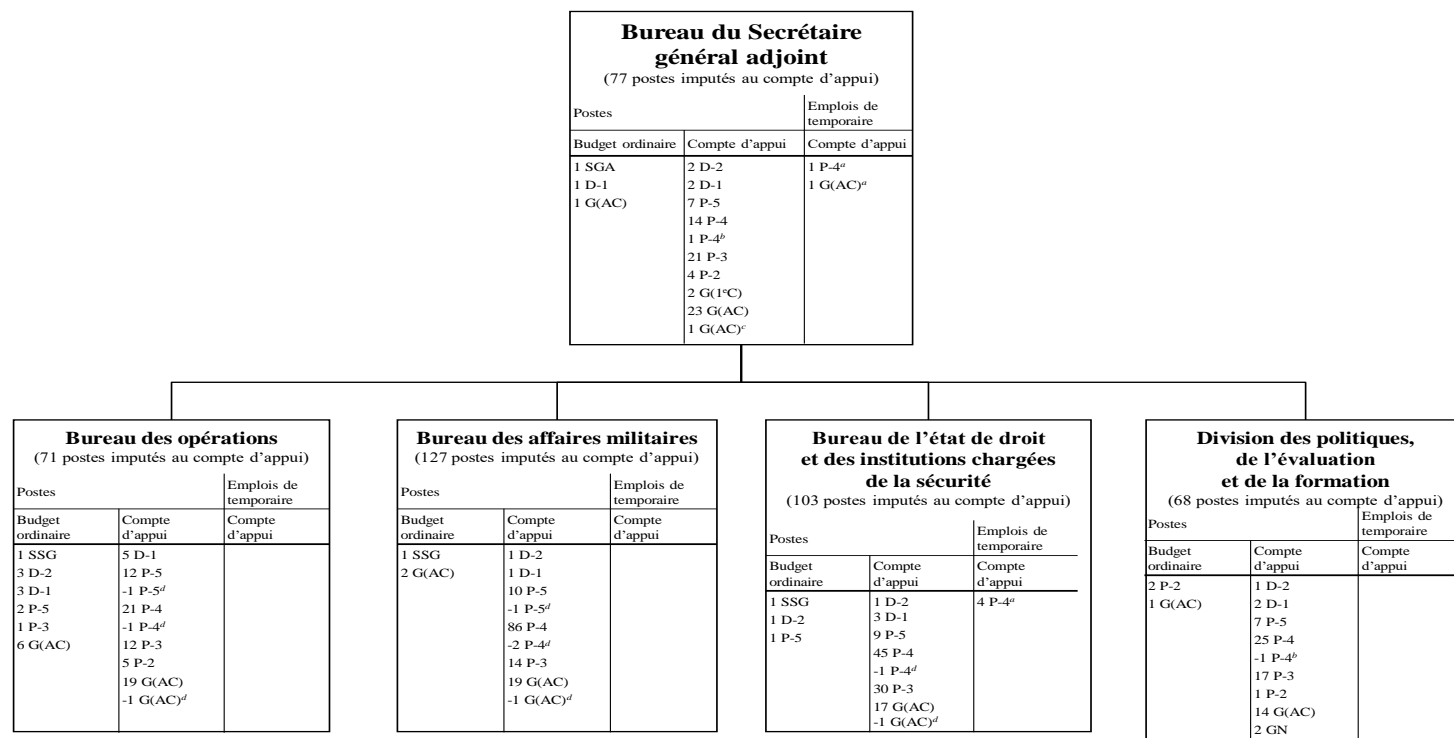 Bureau du Secrétaire
général adjoint
(77 postes imputés au compte d'appui)
Postes
Emplois de
temporaire
Budget ordinaire
Compte d'appui
Compte d'appui
1 SGA
1 D-1
1 G(AC)
2 D-2
2 D-1
7 P-5
14 P-4
1 P-4ᵇ
21 P-3
4 P-2
2 G(1ᵉC)
23 G(AC)
1 G(AC)ᶜ
1 P-4ᵃ
1 G(AC)ᵃ
Bureau des opérations
(71 postes imputés au compte d'appui)
Postes
Emplois de
temporaire
Budget
ordinaire
Compte
d'appui
Compte
d'appui
1 SSG
3 D-2
3 D-1
2 P-5
1 P-3
6 G(AC)
5 D-1
12 P-5
-1 P-5ᵈ
21 P-4
-1 P-4ᵈ
12 P-3
5 P-2
19 G(AC)
-1 G(AC)ᵈ
Bureau des affaires militaires
(127 postes imputés au compte d'appui)
Postes
Emplois de
temporaire
Budget
ordinaire
Compte
d'appui
Compte
d'appui
1 SSG
2 G(AC)
1 D-2
1 D-1
10 P-5
-1 P-5ᵈ
86 P-4
-2 P-4ᵈ
14 P-3
19 G(AC)
-1 G(AC)ᵈ
Bureau de l'état de droit
et des institutions chargées
de la sécurité
(103 postes imputés au compte d'appui)
Postes
Emplois de
temporaire
Budget
ordinaire
Compte
d'appui
Compte
d'appui
1 SSG
1 D-2
1 P-5
1 D-2
3 D-1
9 P-5
45 P-4
-1 P-4ᵈ
30 P-3
17 G(AC)
-1 G(AC)ᵈ
4 P-4ᵃ
Division des politiques,
de l'évaluation
et de la formation
(68 postes imputés au compte d'appui)
Postes
Emplois de
temporaire
Budget
ordinaire
Compte
d'appui
Compte
d'appui
2 P-2
1 G(AC)
1 D-2
2 D-1
7 P-5
25 P-4
-1 P-4ᵇ
17 P-3
1 P-2
14 G(AC)
2 GN